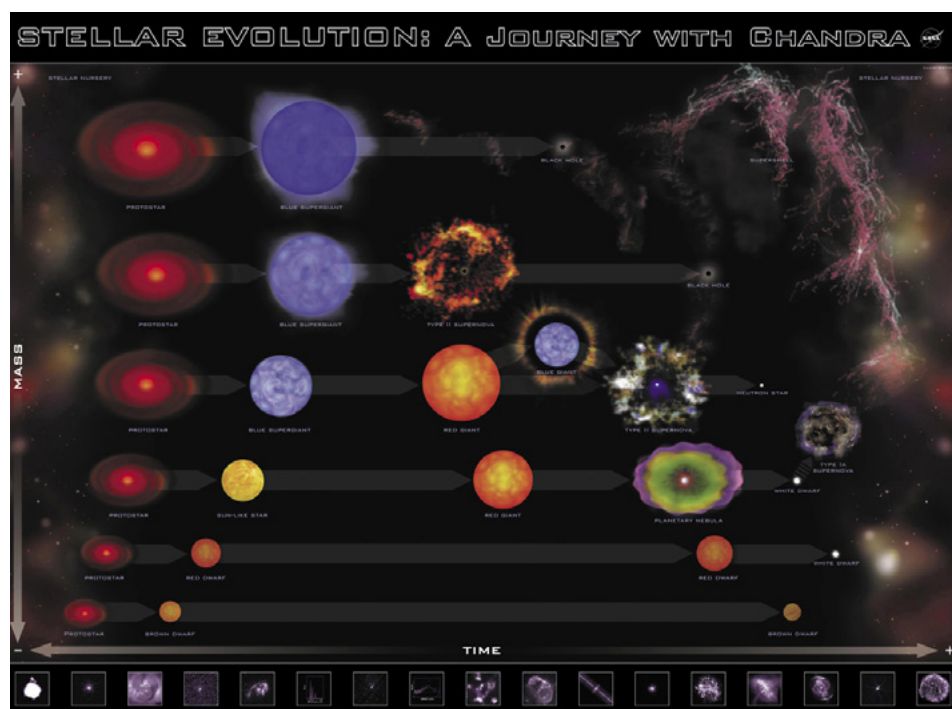 STELLAR EVOLUTION: A JOURNEY WITH CHANDRA
NASA
+
STELLAR NURSERY
STELLAR NURSERY
BLACK HOLE
SUPERSHELL
PROTOSTAR
BLUE SUPERGIANT
BLACK HOLE
PROTOSTAR
BLUE SUPERGIANT
TYPE II SUPERNOVA
MASS
BLUE GIANT
NEUTRON STAR
PROTOSTAR
BLUE SUPERGIANT
RED GIANT
TYPE II SUPERNOVA
TYPE IA
SUPERNOVA
WHITE DWARF
PROTOSTAR
SUN-LIKE STAR
RED GIANT
PLANETARY NEBULA
WHITE DWARF
PROTOSTAR
RED DWARF
RED DWARF
PROTOSTAR
BROWN DWARF
BROWN DWARF
-
TIME
+